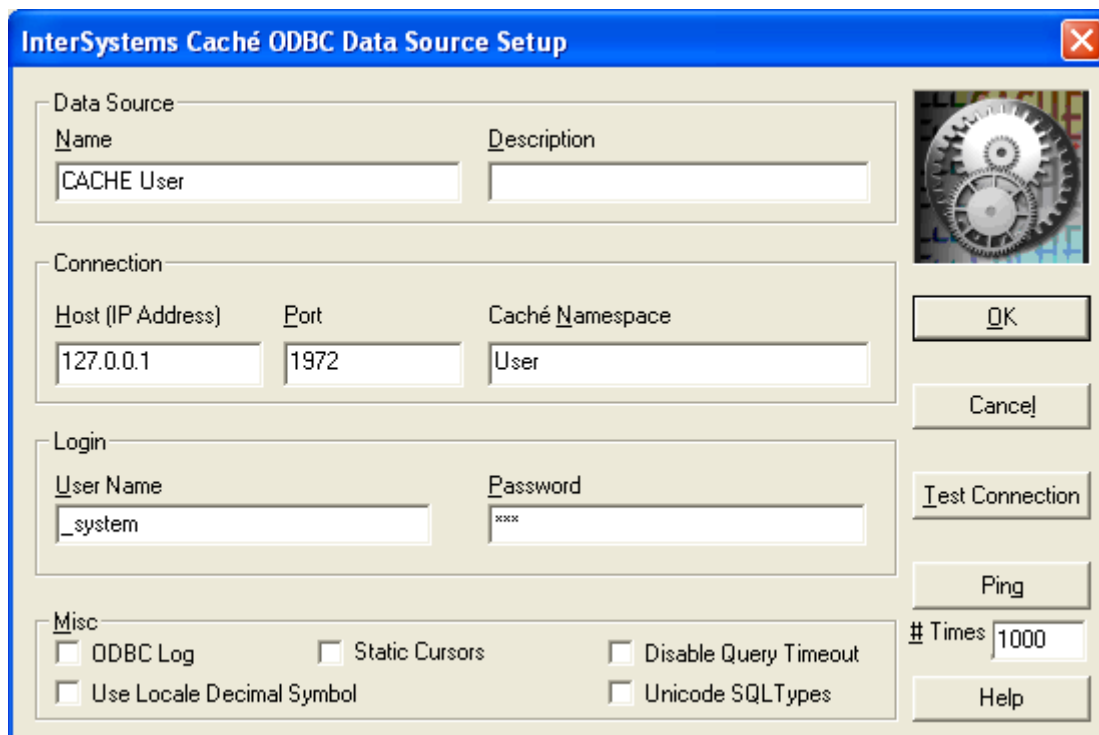 InterSystems Caché ODBC Data Source Setup
Data Source
Name Description
CACHE User
Connection
Host (IP Address) Port Caché Namespace
127.0.0.1 1972 User
OK
Cancel
Login
User Name Password
_system ***
Test Connection
Ping
# Times 1000
Misc
ODBC Log Static Cursors Disable Query Timeout
Use Locale Decimal Symbol Unicode SQLTypes
Help